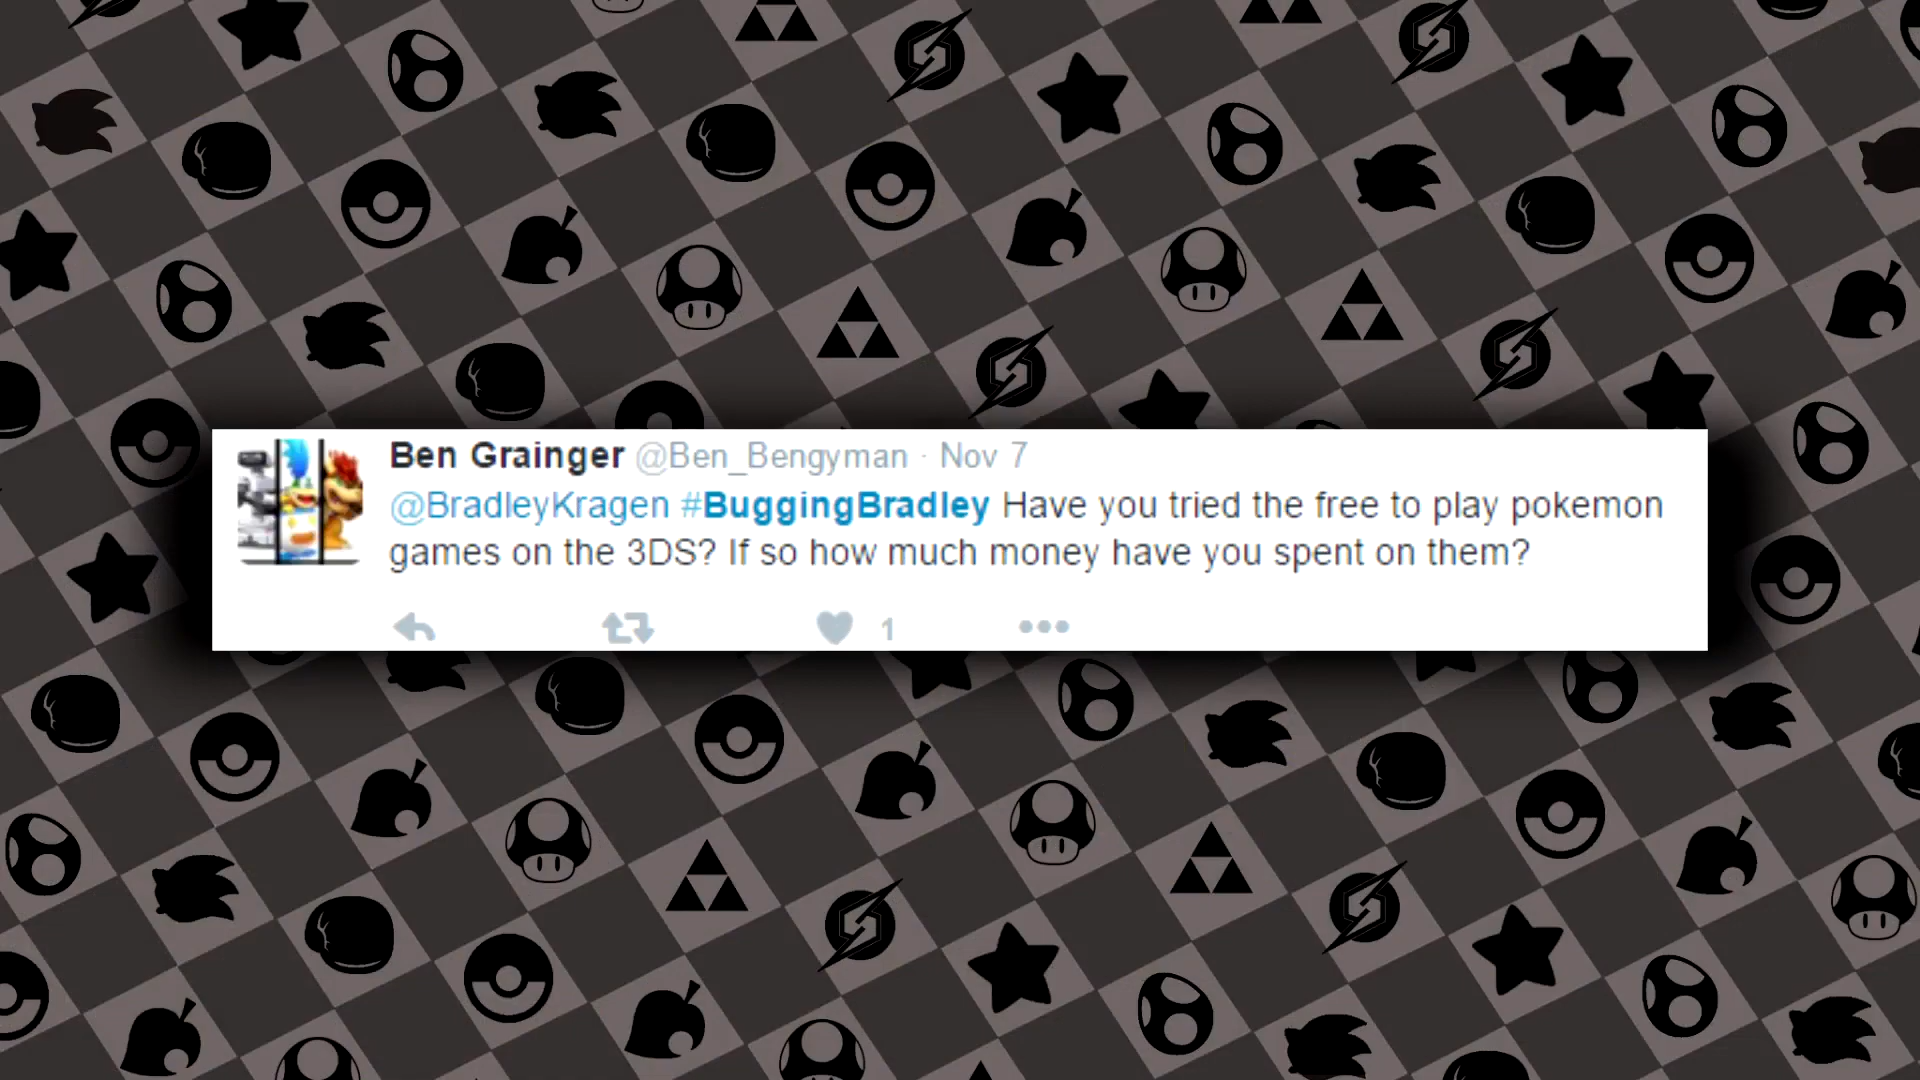 Ben Grainger @Ben_Bengyman · Nov 7
@BradleyKragen #BuggingBradley Have you tried the free to play pokemon
games on the 3DS? If so how much money have you spent on them?
1